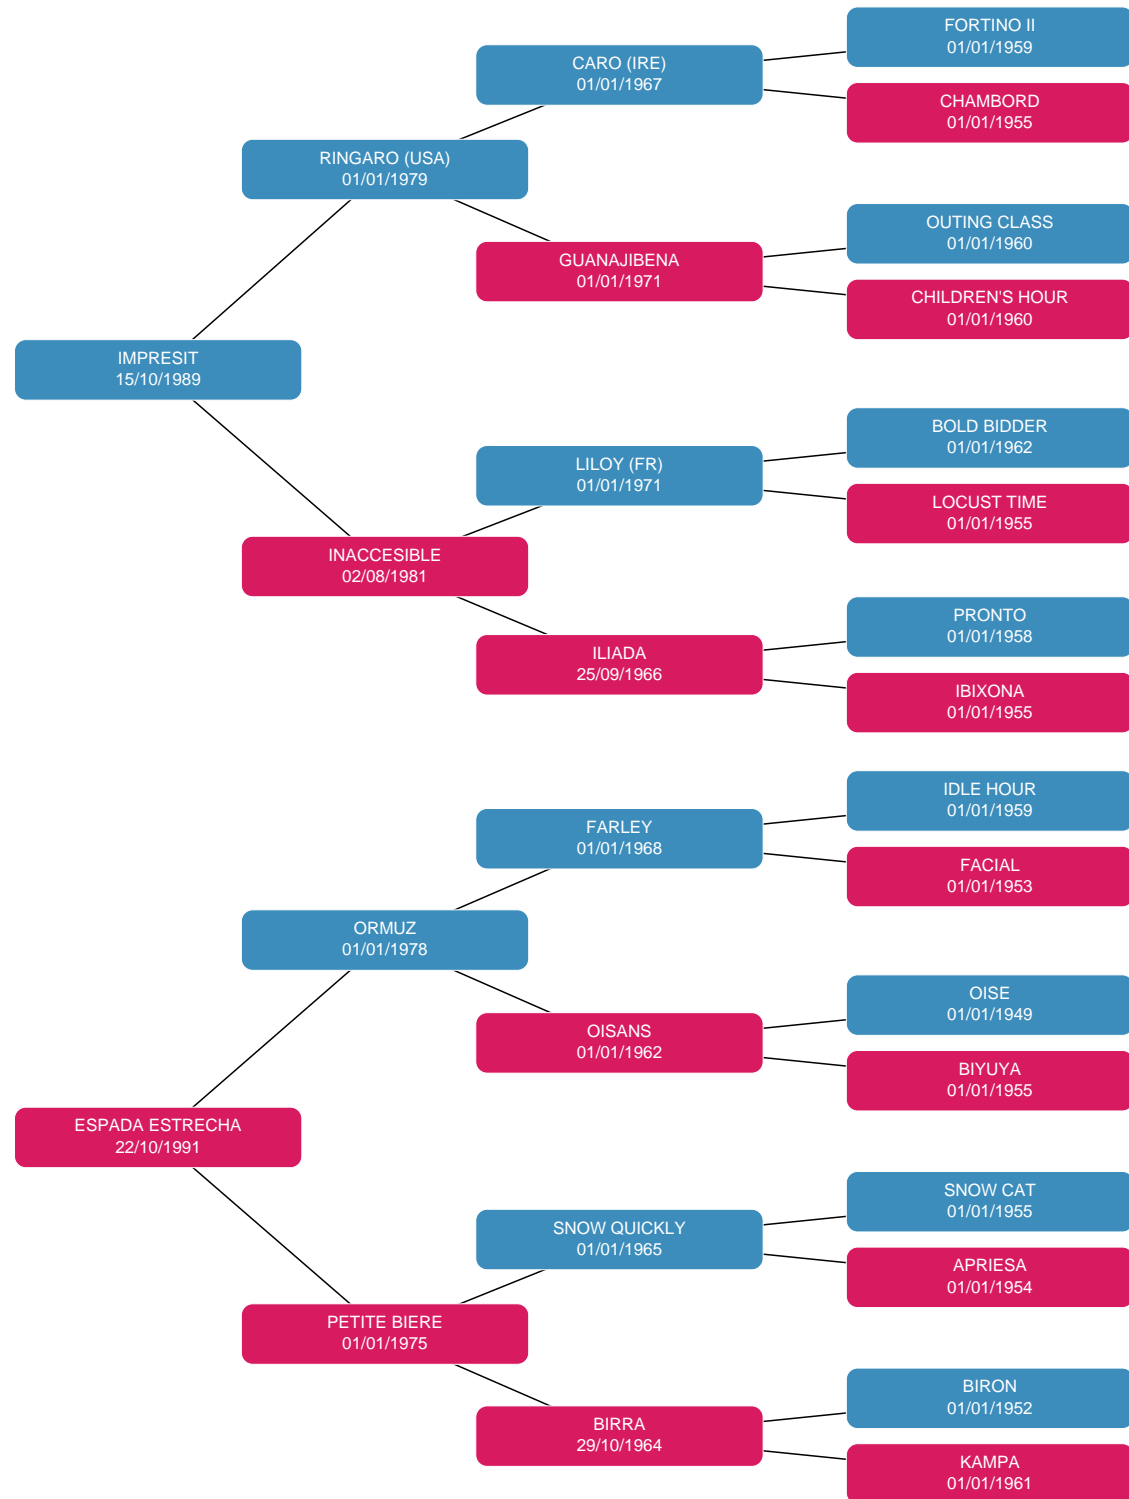 FORTINO II
01/01/1959
CARO (IRE)
01/01/1967
CHAMBORD
01/01/1955
RINGARO (USA)
01/01/1979
OUTING CLASS
01/01/1960
GUANAJIBENA
01/01/1971
CHILDREN'S HOUR
01/01/1960
IMPRESIT
15/10/1989
BOLD BIDDER
01/01/1962
LILOY (FR)
01/01/1971
LOCUST TIME
01/01/1955
INACCESIBLE
02/08/1981
PRONTO
01/01/1958
ILIADA
25/09/1966
IBIXONA
01/01/1955
IDLE HOUR
01/01/1959
FARLEY
01/01/1968
FACIAL
01/01/1953
ORMUZ
01/01/1978
OISE
01/01/1949
OISANS
01/01/1962
BIYUYA
01/01/1955
ESPADA ESTRECHA
22/10/1991
SNOW CAT
01/01/1955
SNOW QUICKLY
01/01/1965
APRIESA
01/01/1954
PETITE BIERE
01/01/1975
BIRON
01/01/1952
BIRRA
29/10/1964
KAMPA
01/01/1961